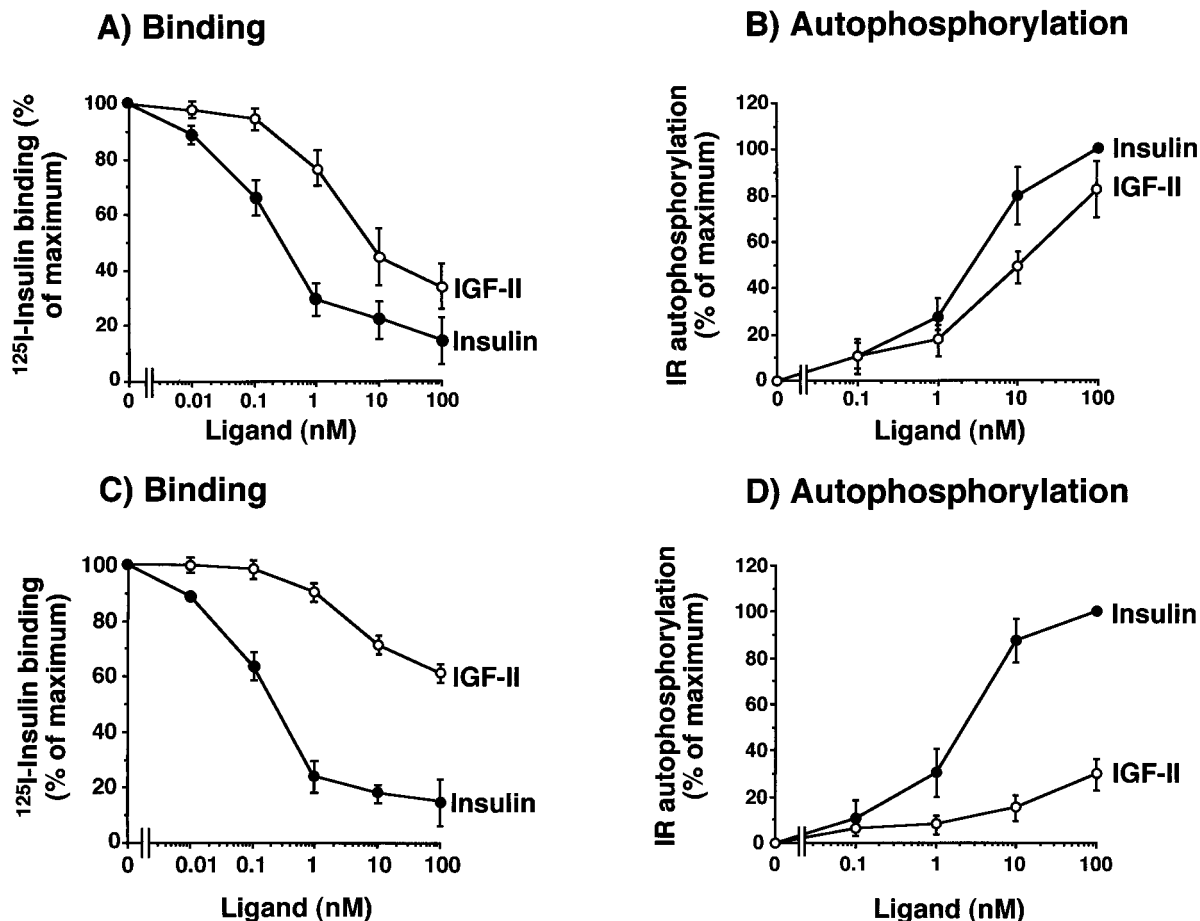 A) Binding
B) Autophosphorylation
¹²⁵I-Insulin binding (%
of maximum)
100
80
60
40
20
0
IGF-II
Insulin
0 0.01 0.1 1 10 100
Ligand (nM)
IR autophosphorylation
(% of maximum)
120
100
80
60
40
20
0
Insulin
IGF-II
0 0.1 1 10 100
Ligand (nM)
C) Binding
D) Autophosphorylation
¹²⁵I-Insulin binding
(% of maximum)
100
80
60
40
20
0
IGF-II
Insulin
0 0.01 0.1 1 10 100
Ligand (nM)
IR autophosphorylation
(% of maximum)
120
100
80
60
40
20
0
Insulin
IGF-II
0 0.1 1 10 100
Ligand (nM)